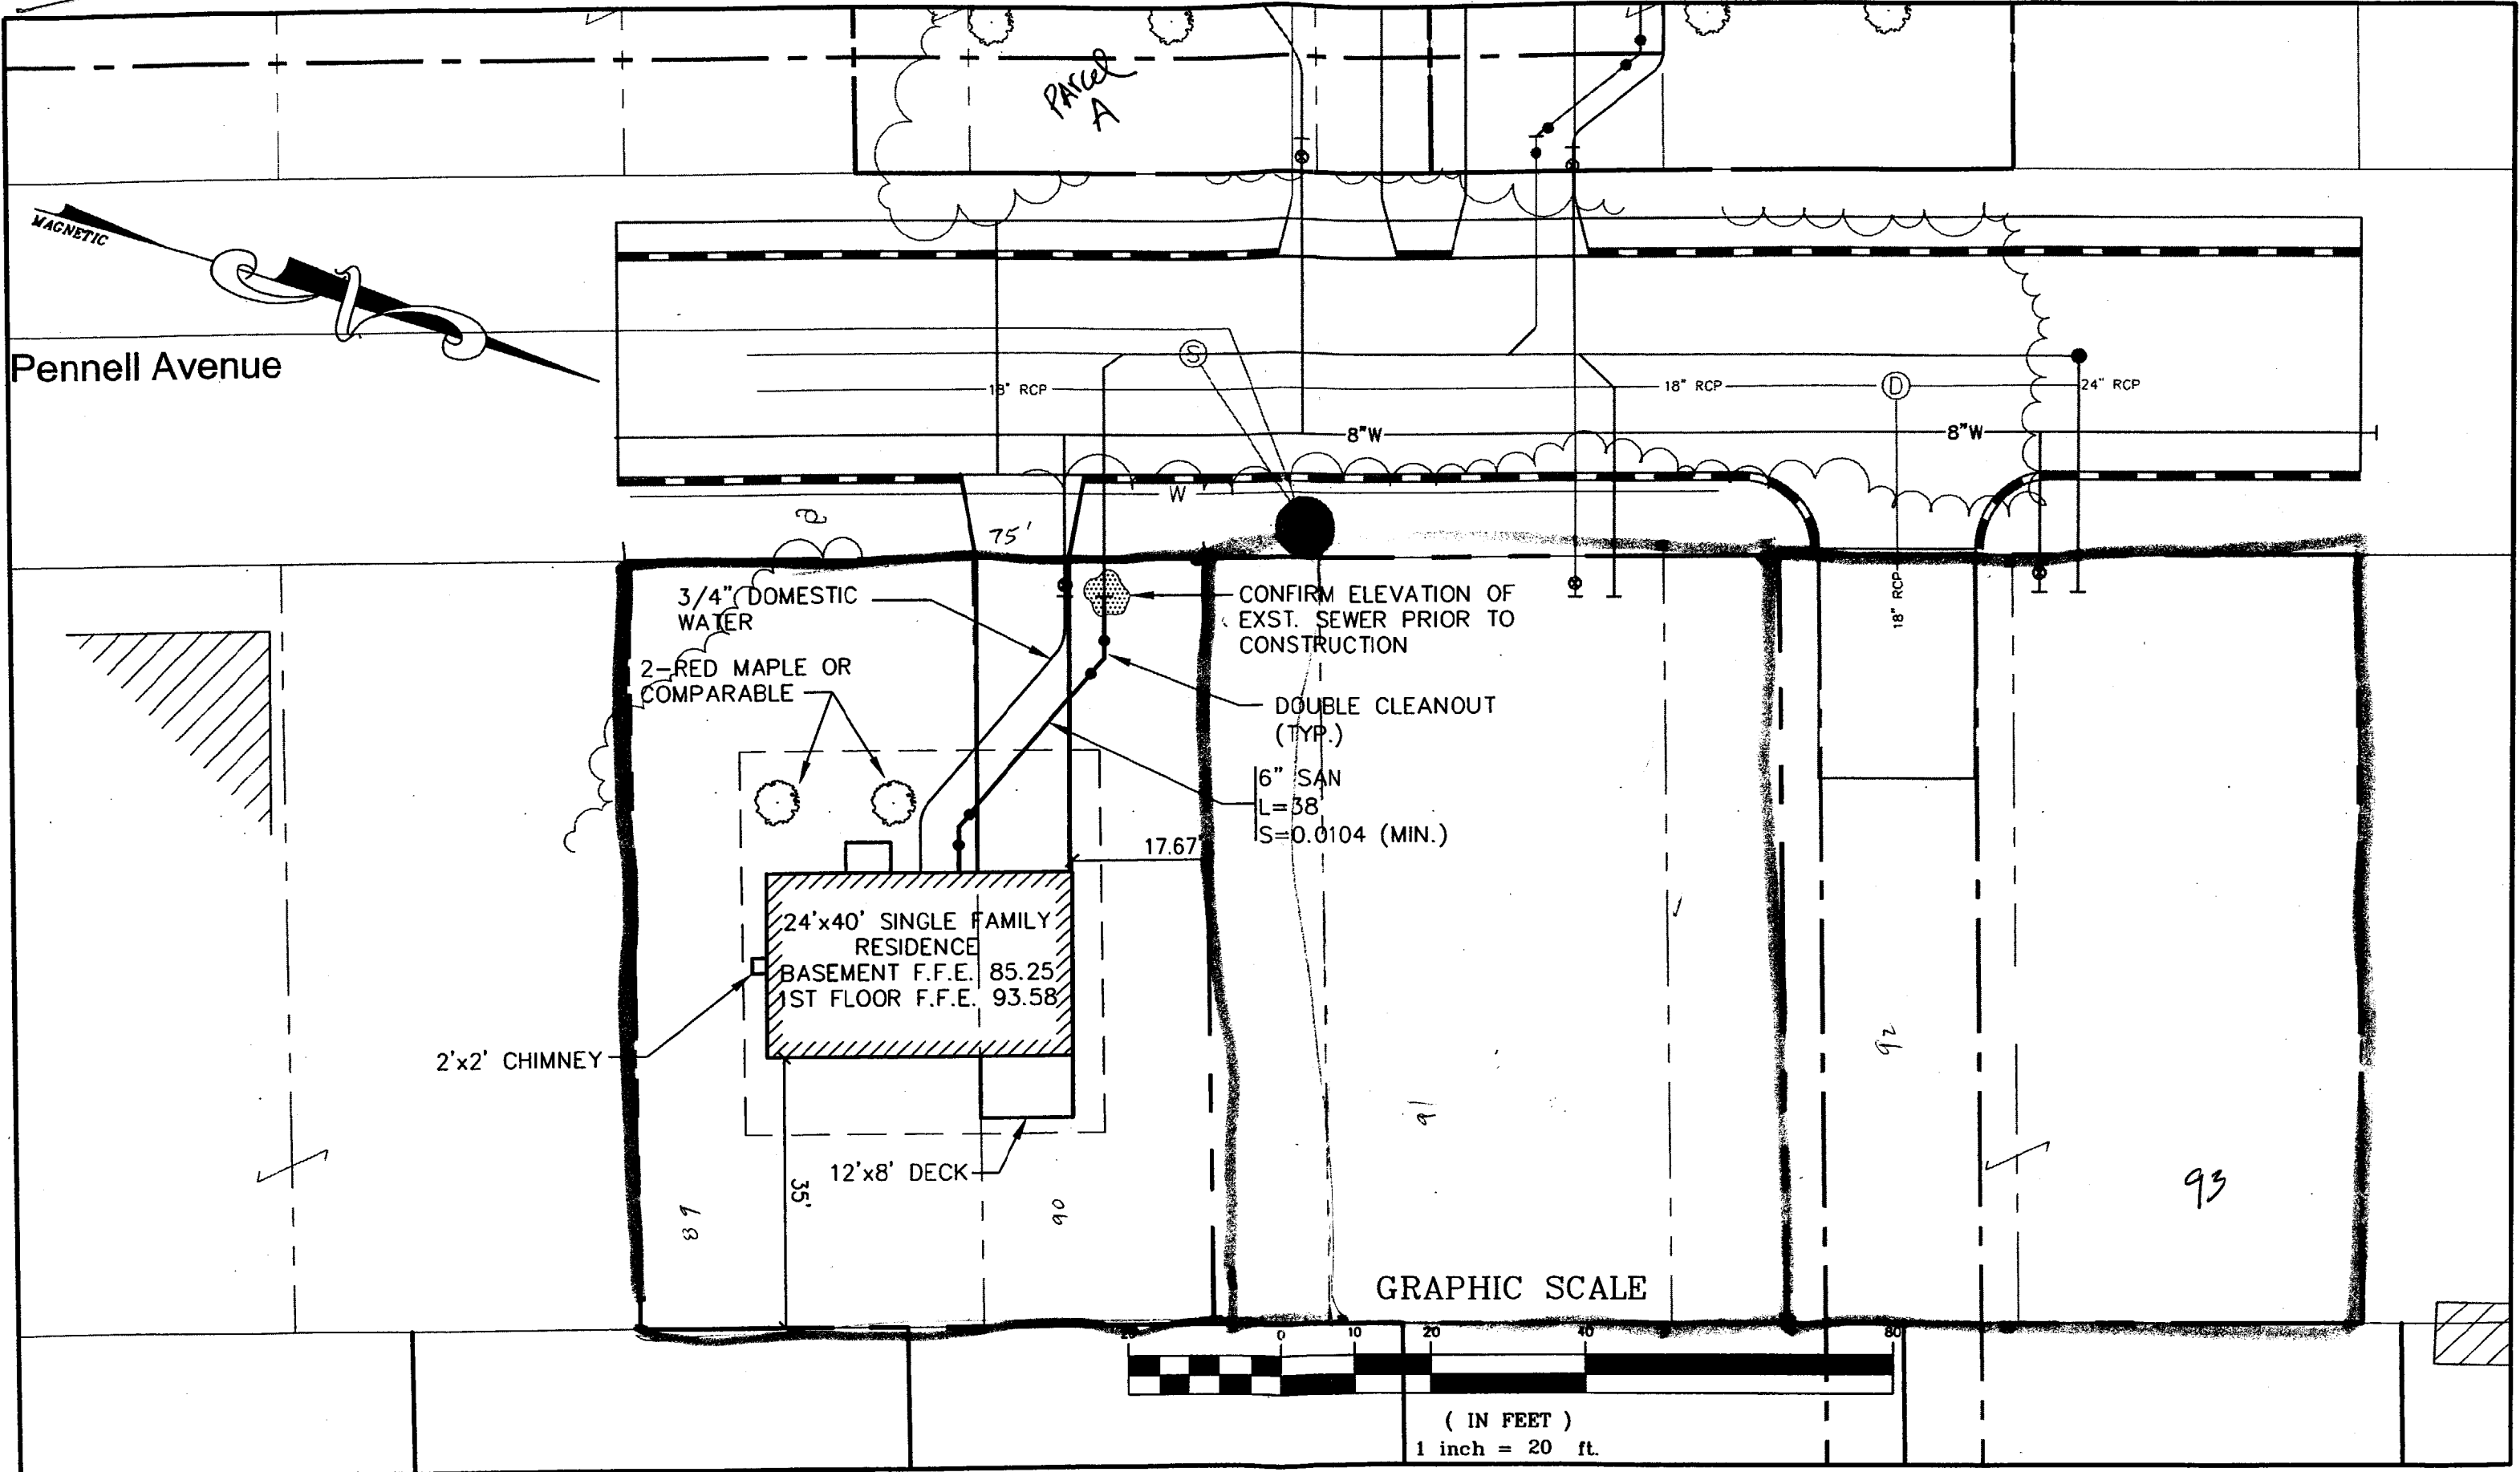 PArcel
A
MAGNETIC
Pennell Avenue
S
18" RCP
18" RCP
D
24" RCP
8"W
8"W
W
75'
3/4" DOMESTIC
WATER
CONFIRM ELEVATION OF
EXST. SEWER PRIOR TO
CONSTRUCTION
18" RCP
2-RED MAPLE OR
COMPARABLE
DOUBLE CLEANOUT
(TYP.)
6" SAN
L=38
S=0.0104 (MIN.)
17.67'
24'x40' SINGLE FAMILY
RESIDENCE
BASEMENT F.F.E. 85.25
1ST FLOOR F.F.E. 93.58
2'x2' CHIMNEY
12'x8' DECK
35'
89
90
91
92
93
GRAPHIC SCALE
20 0 10 20 40 80
( IN FEET )
1 inch = 20 ft.